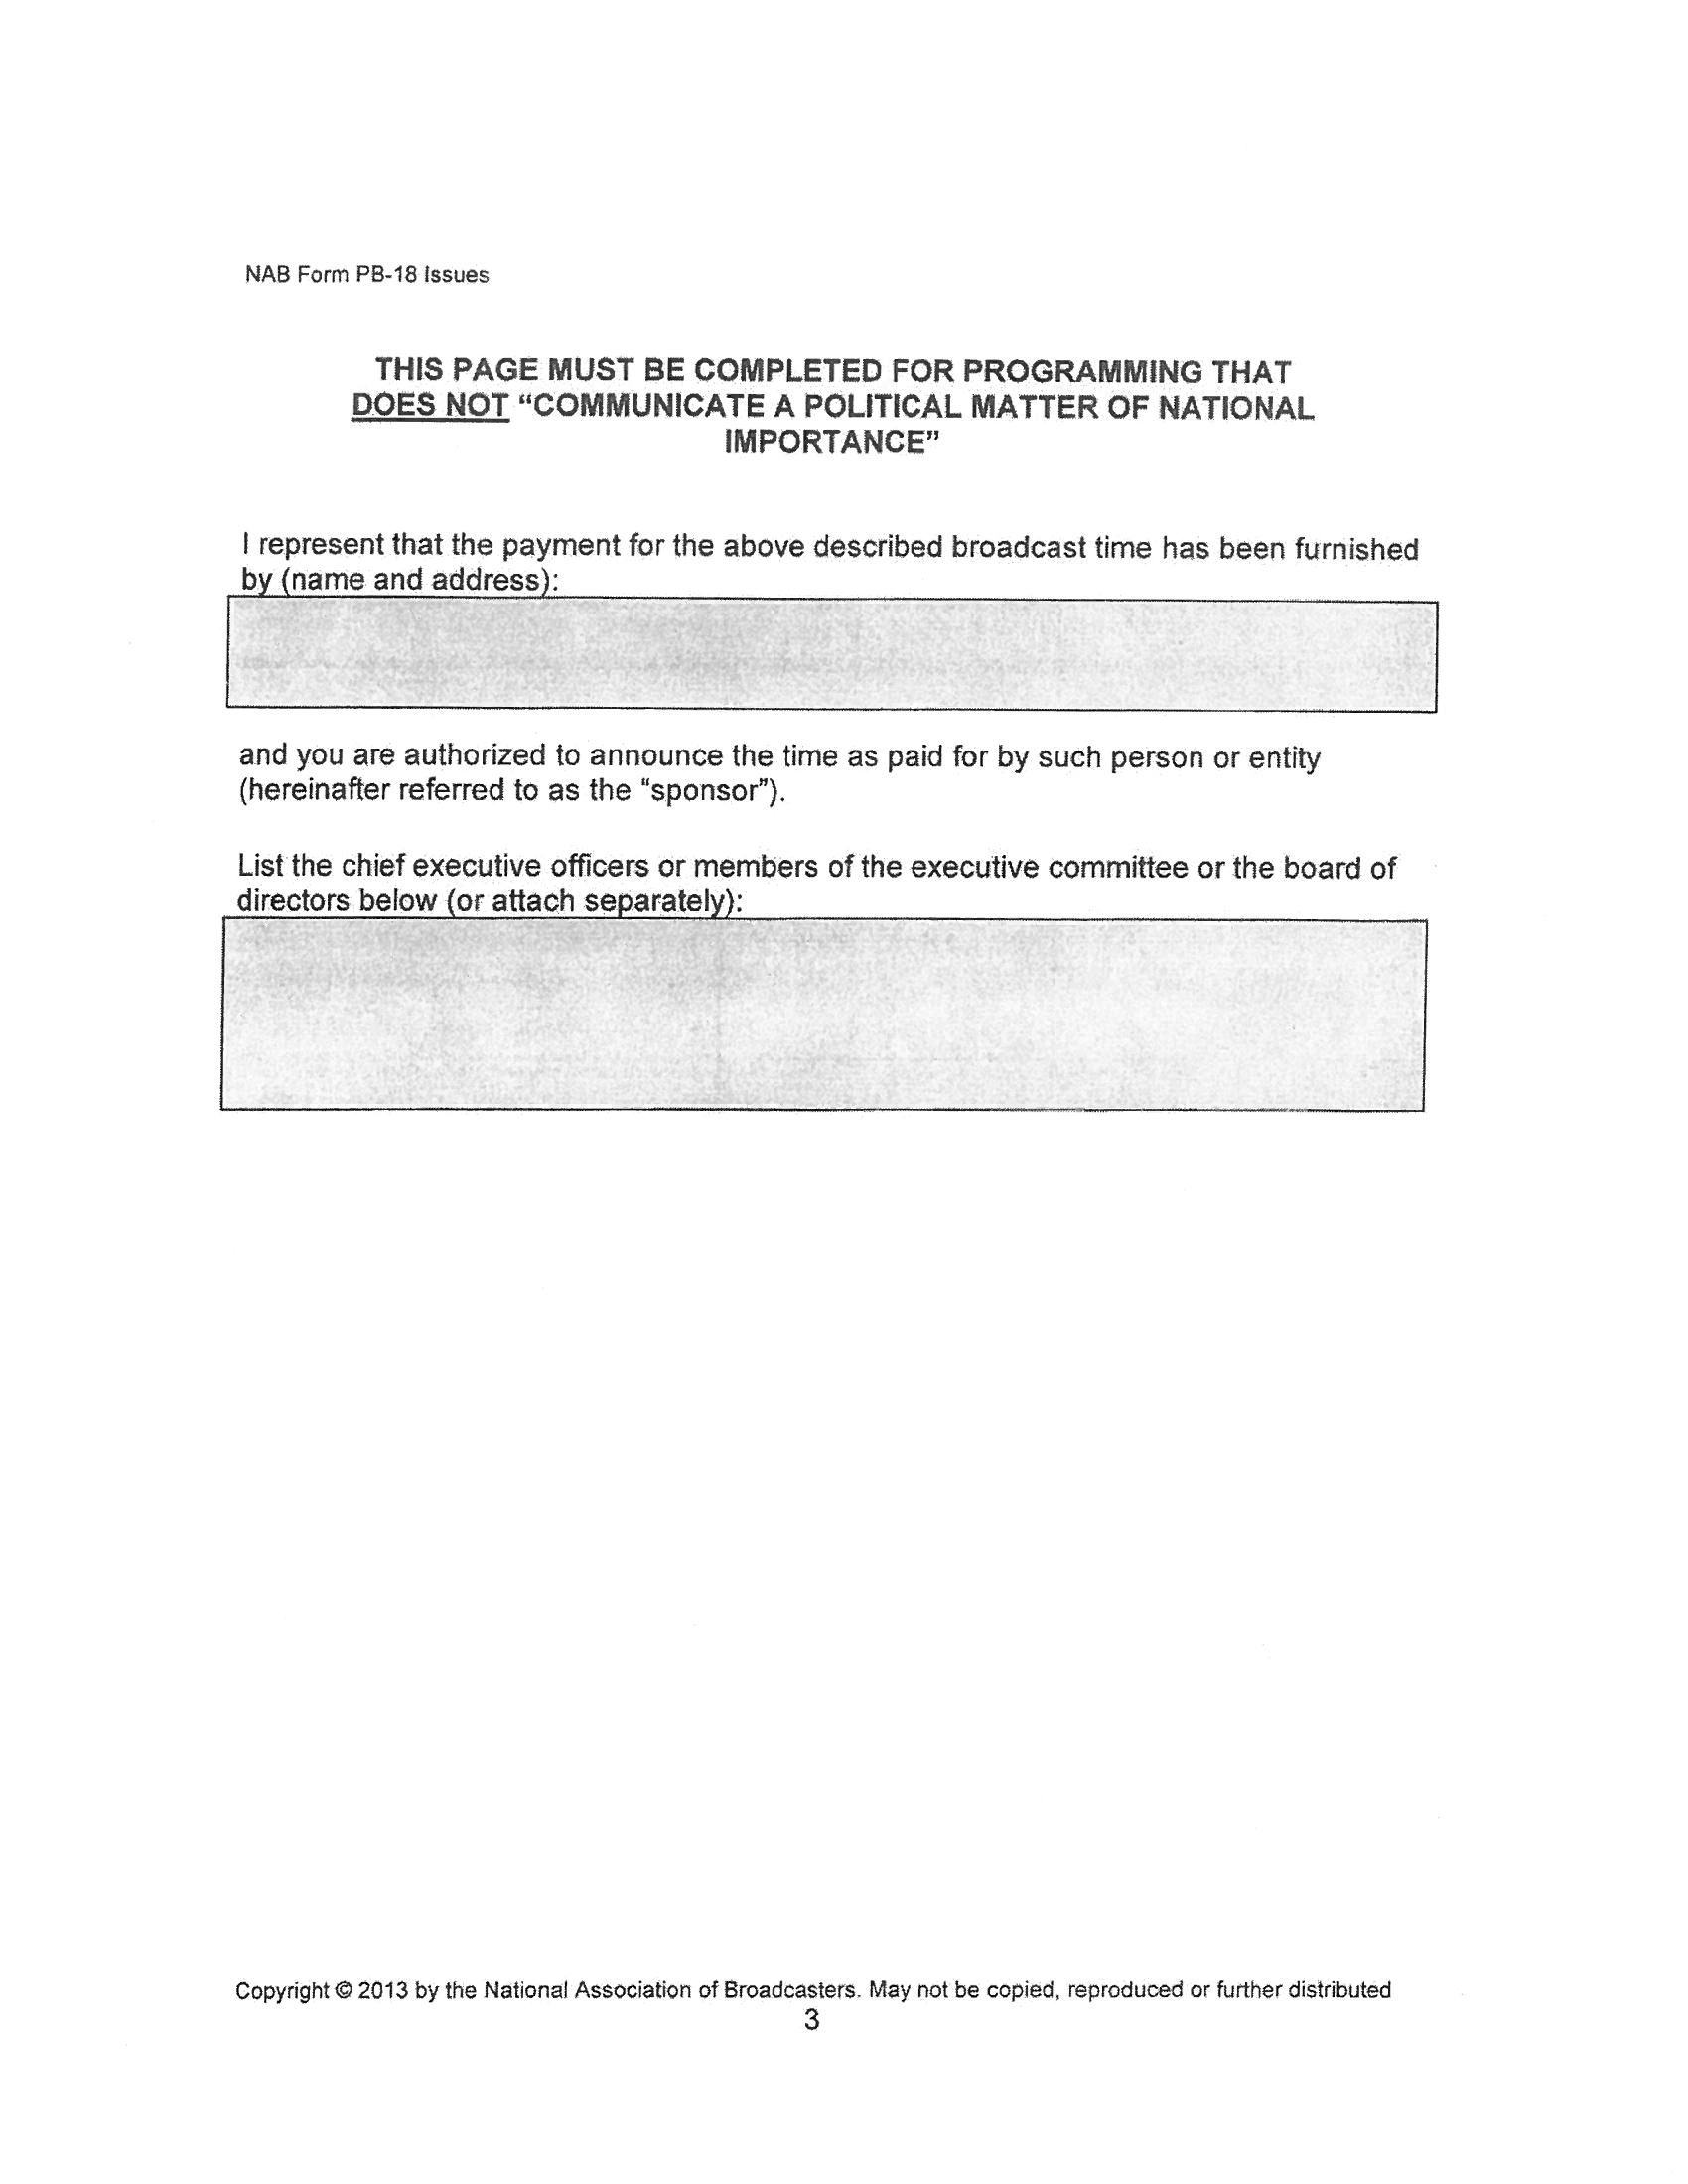 NAB Form PB-18 Issues
THIS PAGE MUST BE COMPLETED FOR PROGRAMMING THAT
DOES NOT “COMMUNICATE A POLITICAL MATTER OF NATIONAL
IMPORTANCE”
I represent that the payment for the above described broadcast time has been furnished
by (name and address):
and you are authorized to announce the time as paid for by such person or entity
(hereinafter referred to as the “sponsor”).
List the chief executive officers or members of the executive committee or the board of
directors below (or attach separately):
Copyright © 2013 by the National Association of Broadcasters. May not be copied, reproduced or further distributed
3